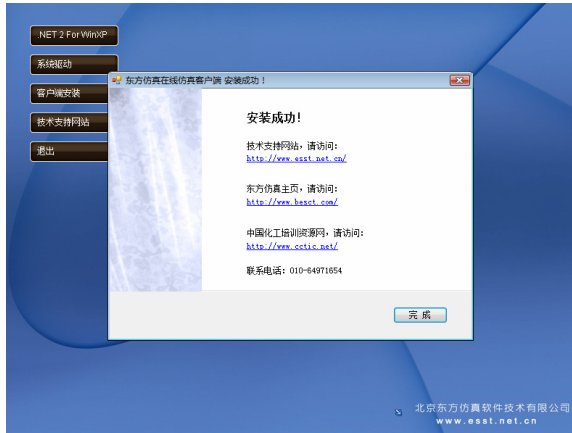 .NET 2 For WinXP
系统驱动
客户端安装
技术支持网站
退出
东方仿真在线仿真客户端 安装成功！
安装成功！
技术支持网站，请访问：
http://www.esst.net.cn/
东方仿真主页，请访问：
http://www.besct.com/
中国化工培训资源网，请访问：
http://www.cctic.net/
联系电话：010-64971654
完 成
北京东方仿真软件技术有限公司
www.esst.net.cn